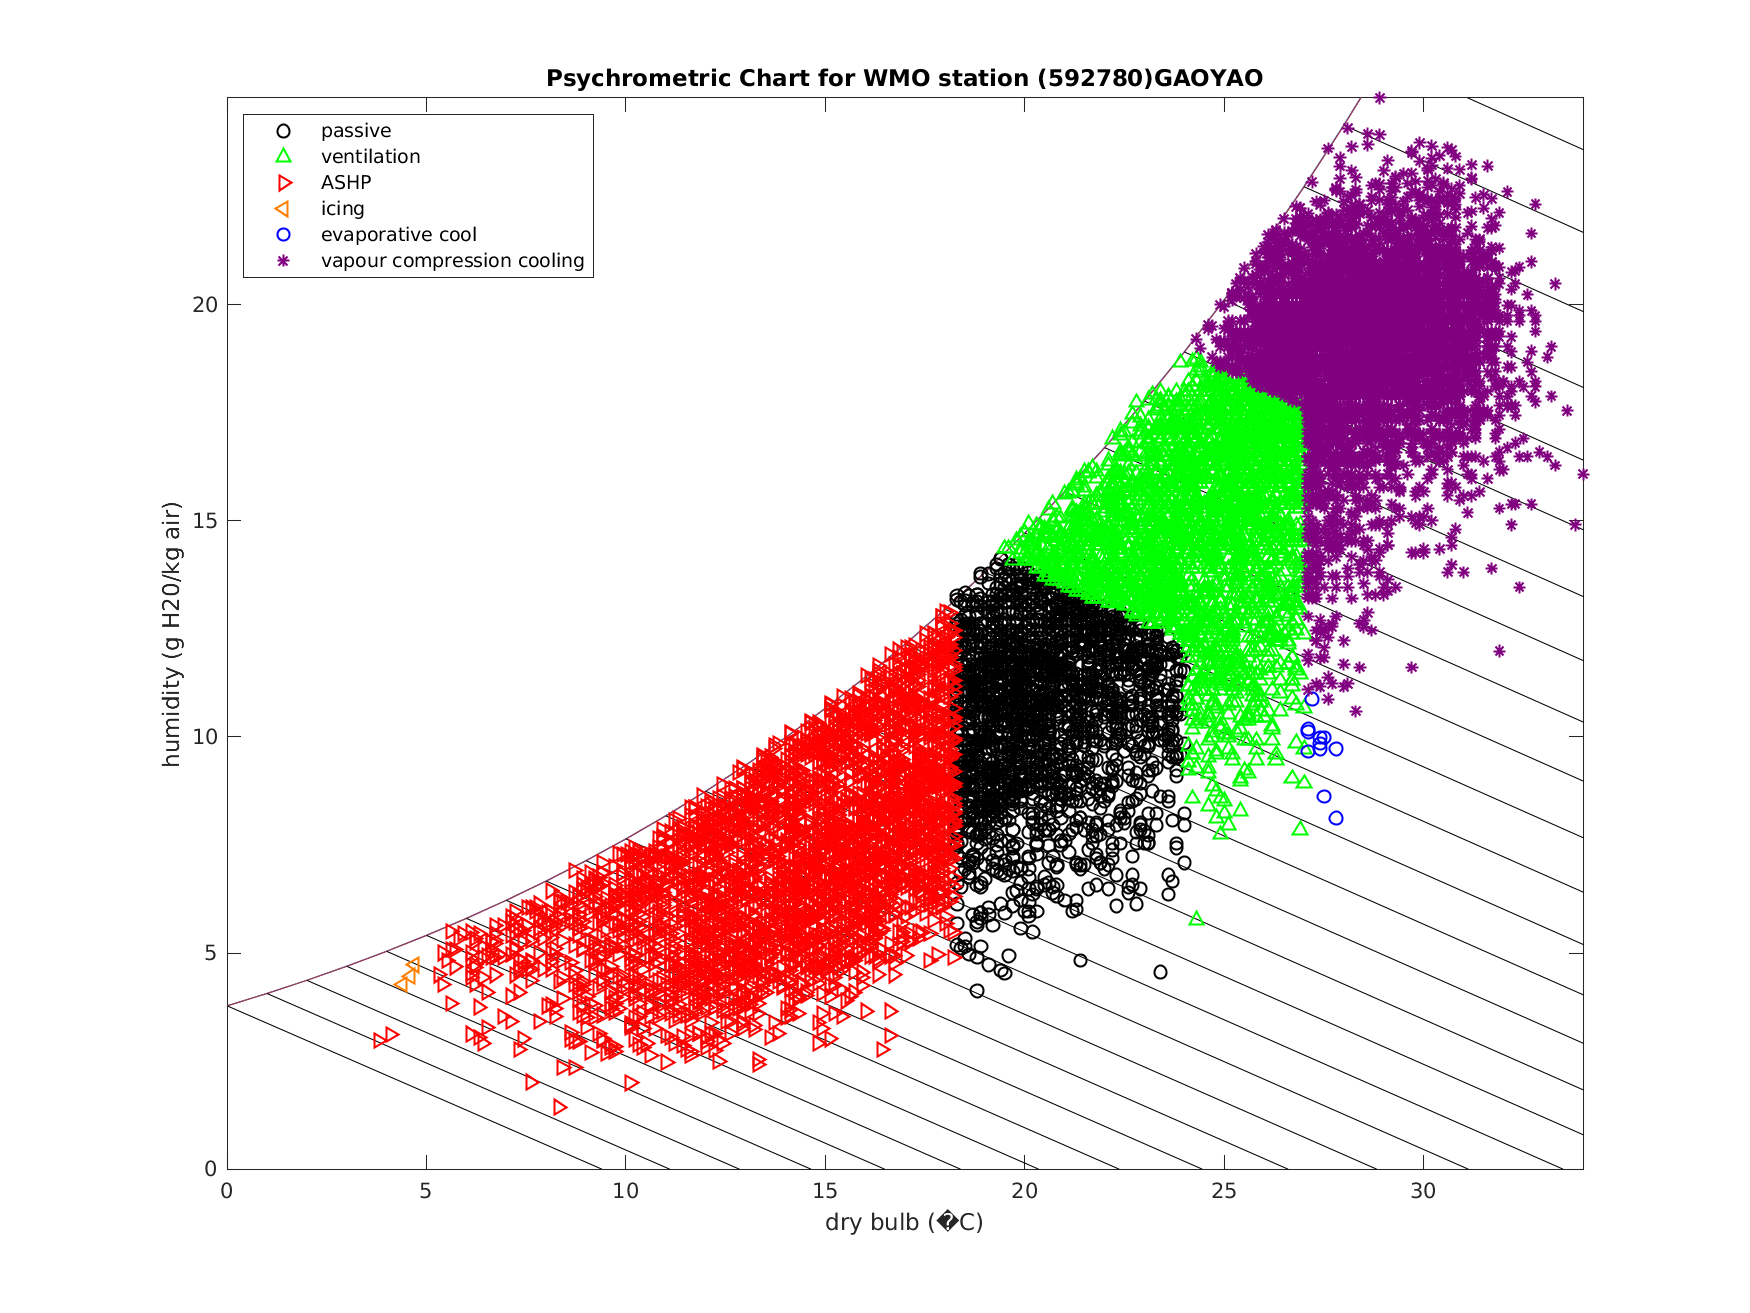 Psychrometric Chart for WMO station (592780)GAOYAO
passive
ventilation
ASHP
icing
evaporative cool
vapour compression cooling
humidity (g H20/kg air)
20
15
10
5
0
0 5 10 15 20 25 30
dry bulb (�C)